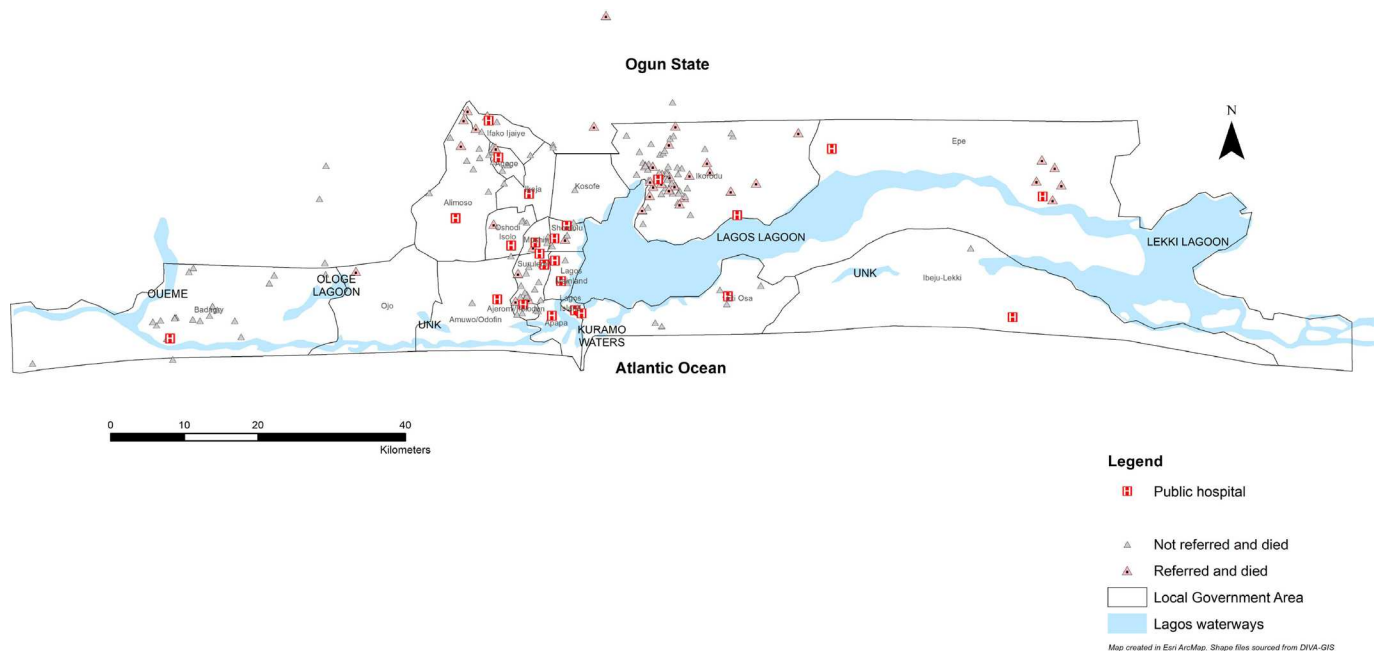 Ogun State
N
Ifako Ijaiye
Epe
Ikorodu
Kosofe
Alimoso
Oshodi
Isolo
LAGOS LAGOON
LEKKI LAGOON
Lagos
UNK
Ibeju-Lekki
OLOGE
LAGOON
OUEME
Ojo
Lagos
Amuwo/Odofin
UNK
Apapa
KURAMO
WATERS
Atlantic Ocean
0 10 20 40
Kilometers
Legend
Public hospital
Not referred and died
Referred and died
Local Government Area
Lagos waterways
Map created in Esri ArcMap. Shape files sourced from DIVA-GIS